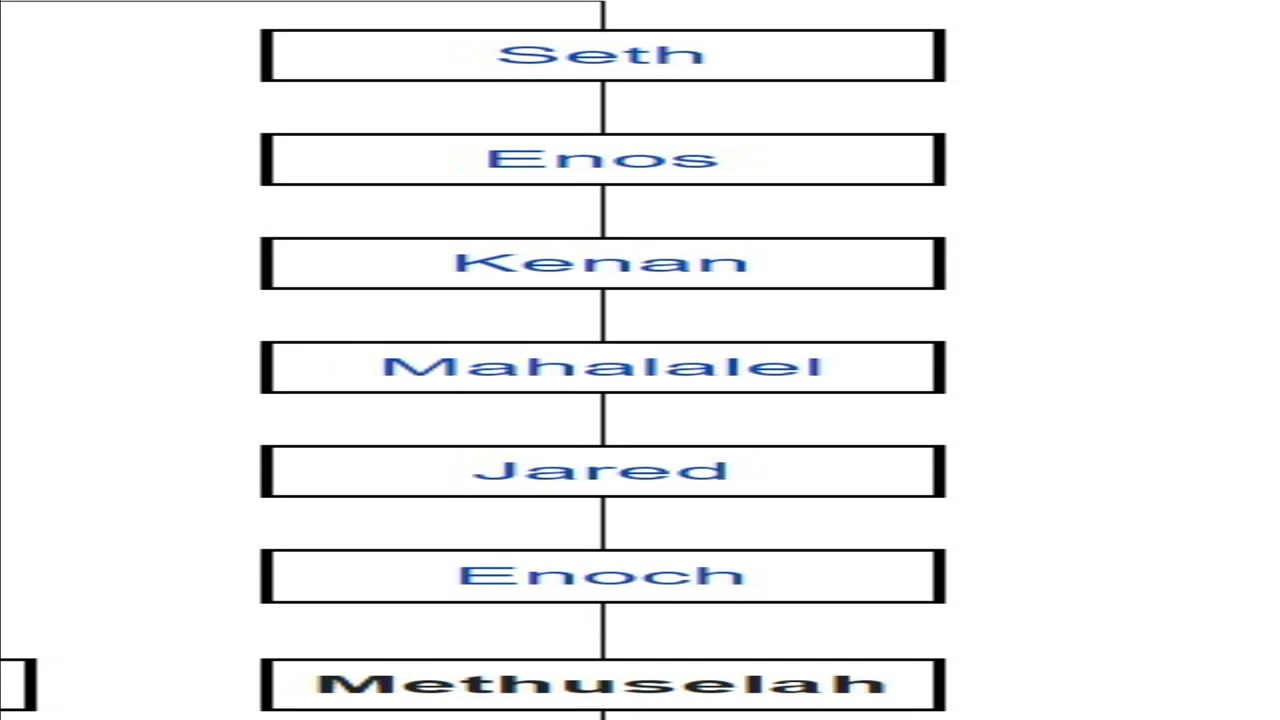 Seth
Enos
Kenan
Mahalalel
Jared
Enoch
Methuselah